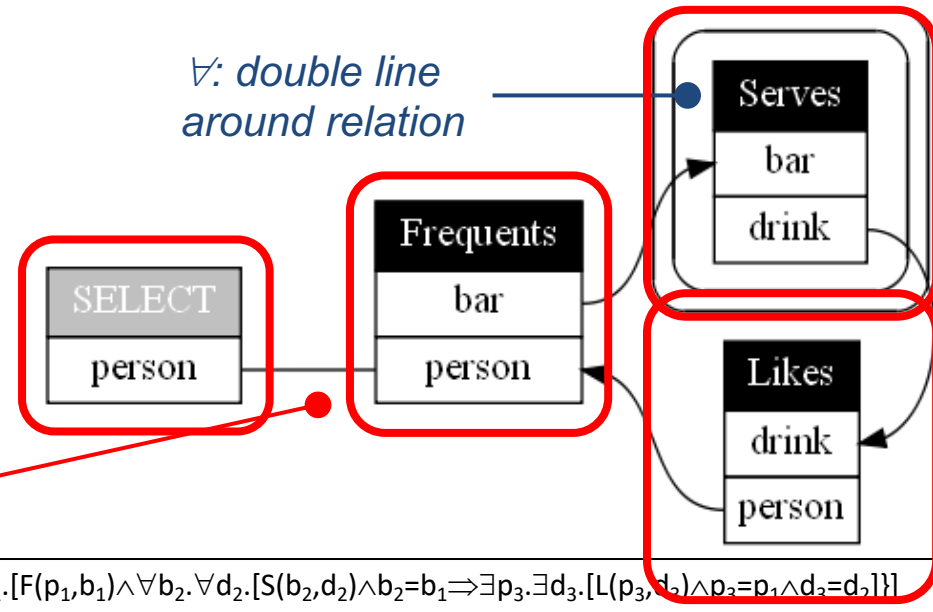 ∀: double line
around relation
Serves
bar
drink
Frequents
bar
person
SELECT
person
Likes
drink
person
.[F(p₁,b₁)∧∀b₂.∀d₂.[S(b₂,d₂)∧b₂=b₁⇒∃p₃.∃d₃.[L(p₃,d₃)∧p₃=p₁∧d₃=d₂]}]